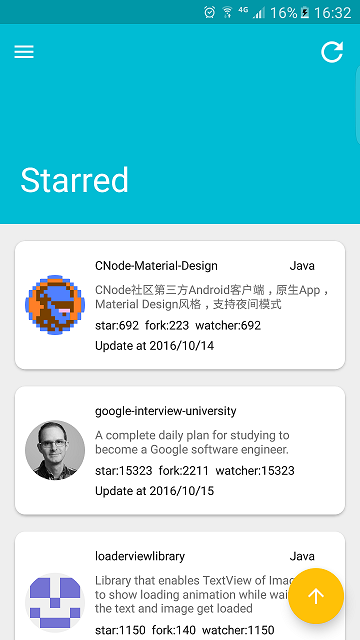 4G 16% 16:32
Starred
CNode-Material-Design Java
CNode社区第三方Android客户端，原生App，
Material Design风格，支持夜间模式
star:692 fork:223 watcher:692
Update at 2016/10/14
google-interview-university
A complete daily plan for studying to
become a Google software engineer.
star:15323 fork:2211 watcher:15323
Update at 2016/10/15
loaderviewlibrary Java
Library that enables TextView of
to show loading animation while
the text and image get loaded
star:1150 fork:140 watcher:1150